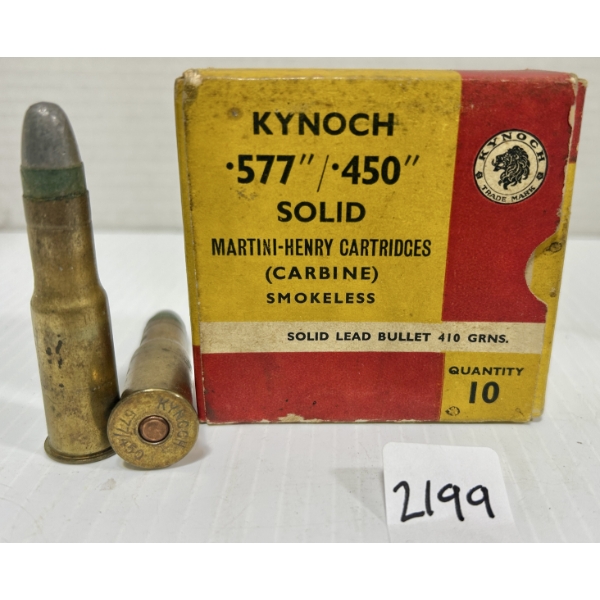 KYNOCH
·577"/·450"
SOLID
MARTINI-HENRY CARTRIDGES
(CARBINE)
SMOKELESS
SOLID LEAD BULLET 410 GRNS.
QUANTITY
10
KYNOCH
TRADE MARK
KYNOCH
2199